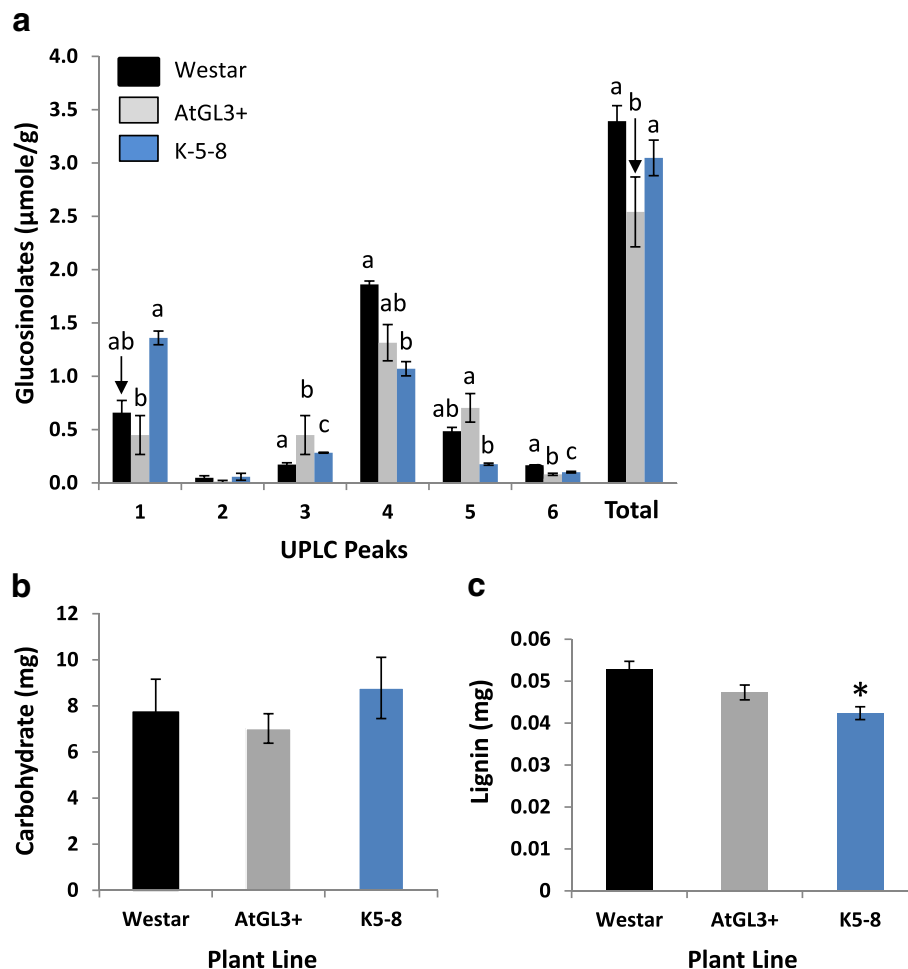 a
4.0
3.5
3.0
2.5
2.0
1.5
1.0
0.5
0.0
Glucosinolates (µmole/g)
Westar
AtGL3+
K-5-8
ab
b
a
a
b
c
a
ab
b
ab
a
b
a
b
c
a
b
a
1 2 3 4 5 6 Total
UPLC Peaks
b
12
10
8
6
4
2
0
Carbohydrate (mg)
Westar AtGL3+ K5-8
Plant Line
c
0.06
0.05
0.04
0.03
0.02
0.01
0
Lignin (mg)
*
Westar AtGL3+ K5-8
Plant Line